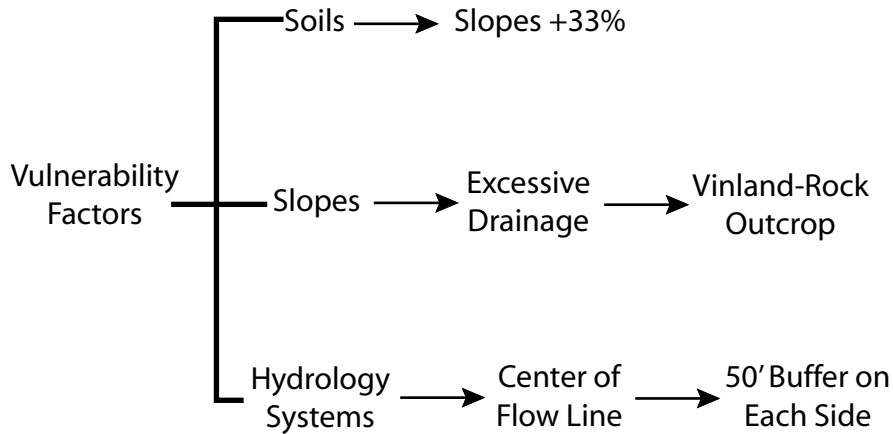 Soils
Slopes +33%
Vulnerability
Factors
Slopes
Excessive
Drainage
Vinland-Rock
Outcrop
Hydrology
Systems
Center of
Flow Line
50' Buffer on
Each Side